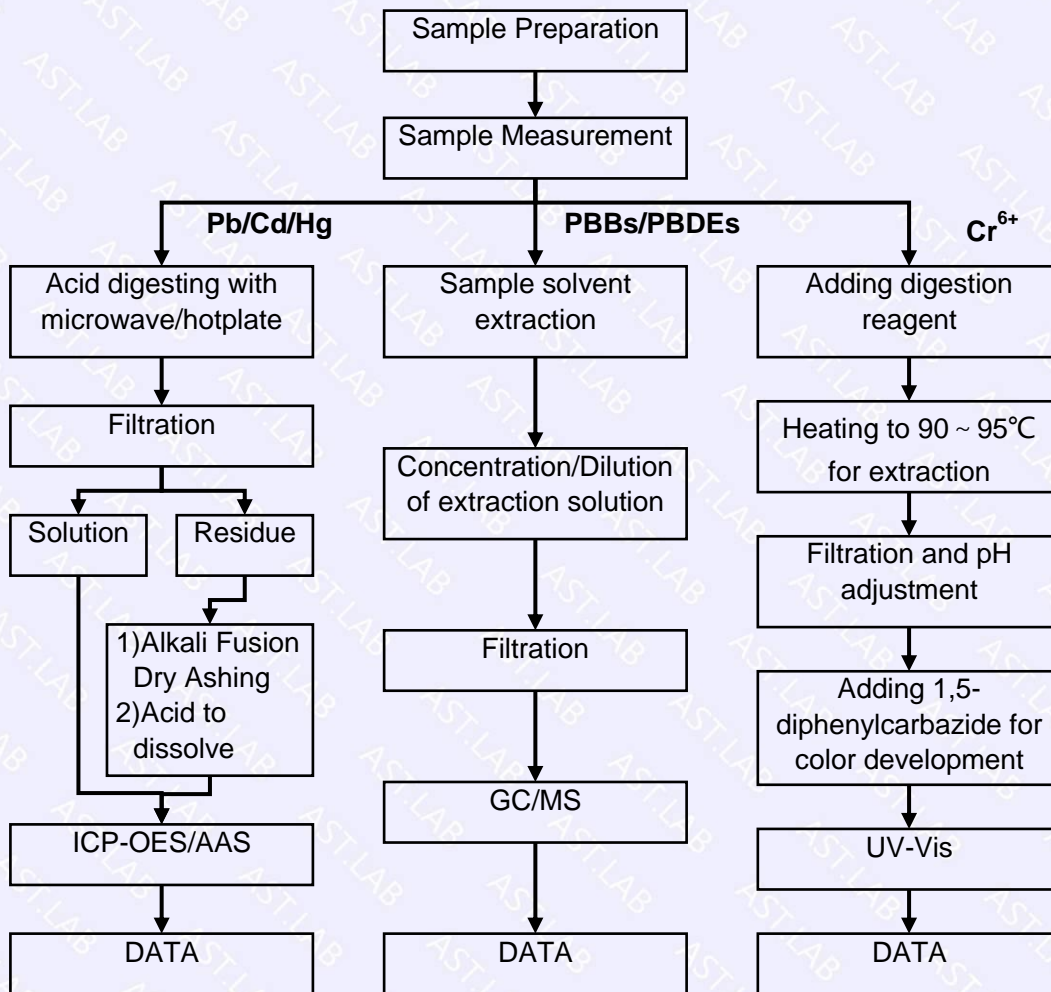 Sample Preparation
Sample Measurement
Pb/Cd/Hg
PBBs/PBDEs
Cr⁶⁺
Acid digesting with
microwave/hotplate
Filtration
Solution
Residue
1)Alkali Fusion
Dry Ashing
2)Acid to
dissolve
ICP-OES/AAS
DATA
Sample solvent
extraction
Concentration/Dilution
of extraction solution
Filtration
GC/MS
DATA
Adding digestion
reagent
Heating to 90 ~ 95℃
for extraction
Filtration and pH
adjustment
Adding 1,5-
diphenylcarbazide for
color development
UV-Vis
DATA
AST.LAB